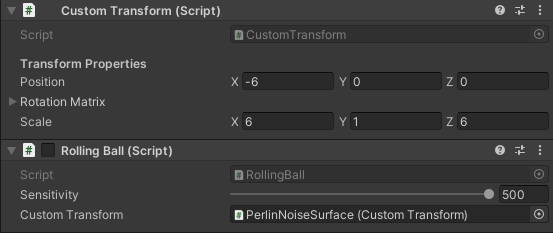 # Custom Transform (Script)
Script # CustomTransform
Transform Properties
Position X -6 Y 0 Z 0
Rotation Matrix
Scale X 6 Y 1 Z 6
# Rolling Ball (Script)
Script # RollingBall
Sensitivity 500
Custom Transform # PerlinNoiseSurface (Custom Transform)